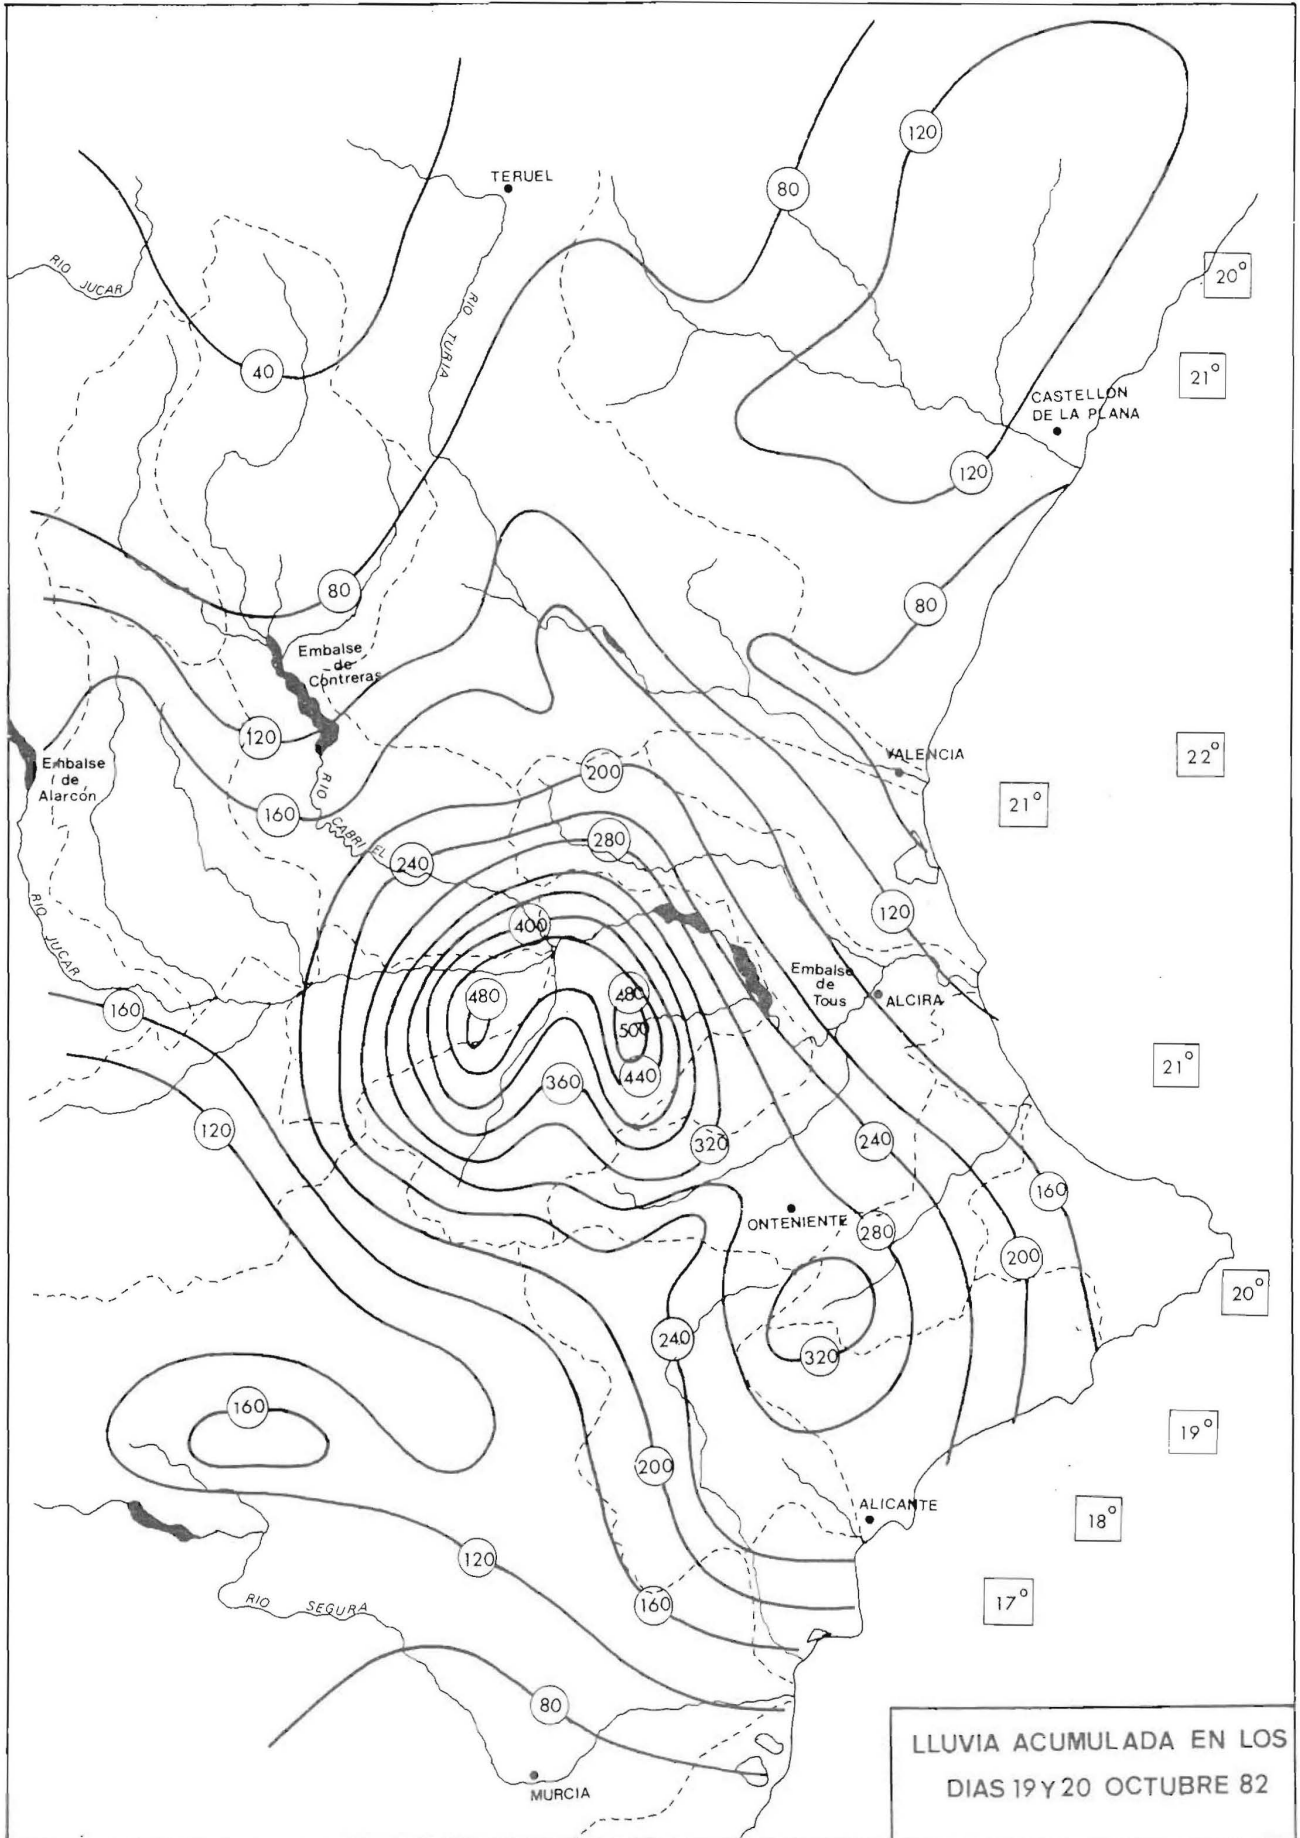 120
80
TERUEL
20°
RIO JUCAR
RIO TURIA
40
21°
CASTELLON
DE LA PLANA
120
80
80
Embalse
de
Contreras
120
VALENCIA
22°
Embalse
de
Alarcón
200
21°
160
RIO CABRIEL
280
240
RIO JUCAR
400
120
480
480
Embalse
de
Tous
ALCIRA
160
500
21°
440
360
120
320
240
160
ONTENIENTE
280
200
20°
240
320
160
19°
200
ALICANTE
18°
120
RIO SEGURA
160
17°
80
LLUVIA ACUMULADA EN LOS
DIAS 19 Y 20 OCTUBRE 82
MURCIA